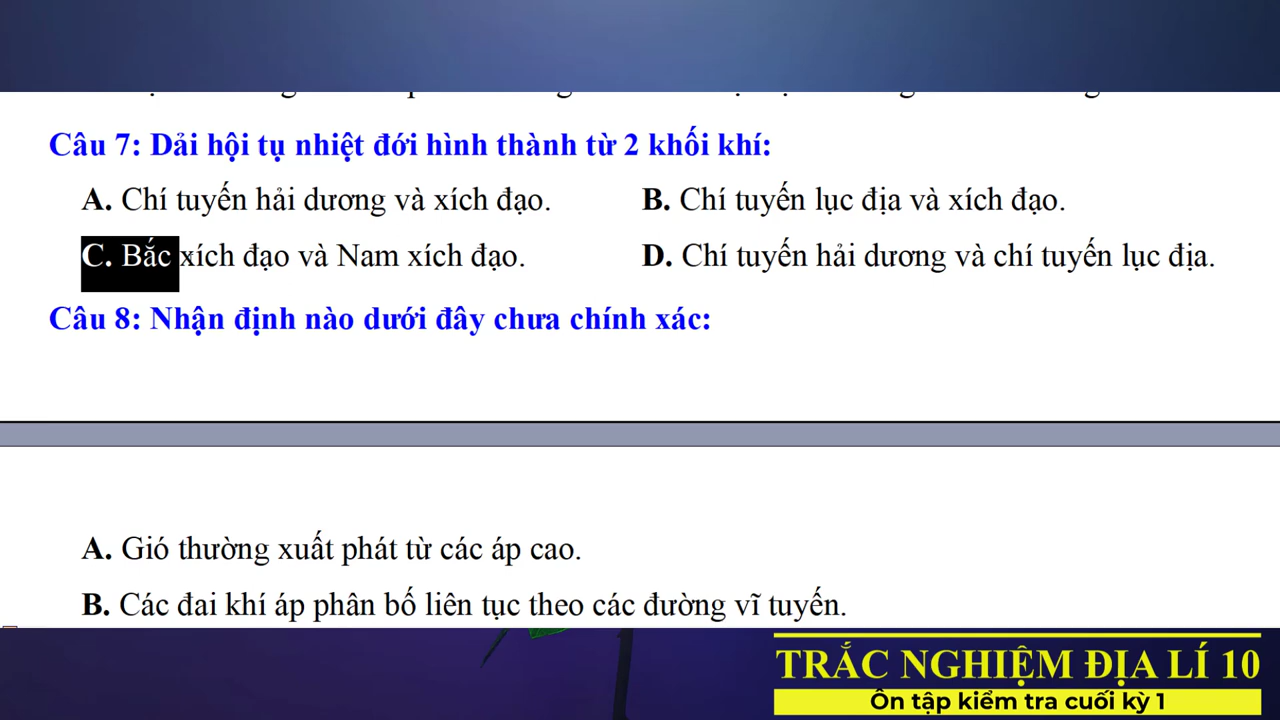 Câu 7: Dải hội tụ nhiệt đới hình thành từ 2 khối khí:
A. Chí tuyến hải dương và xích đạo. B. Chí tuyến lục địa và xích đạo.
C. Bắc xích đạo và Nam xích đạo. D. Chí tuyến hải dương và chí tuyến lục địa.
Câu 8: Nhận định nào dưới đây chưa chính xác:
A. Gió thường xuất phát từ các áp cao.
B. Các đai khí áp phân bố liên tục theo các đường vĩ tuyến.
TRẮC NGHIỆM ĐỊA LÍ 10
Ôn tập kiểm tra cuối kỳ 1